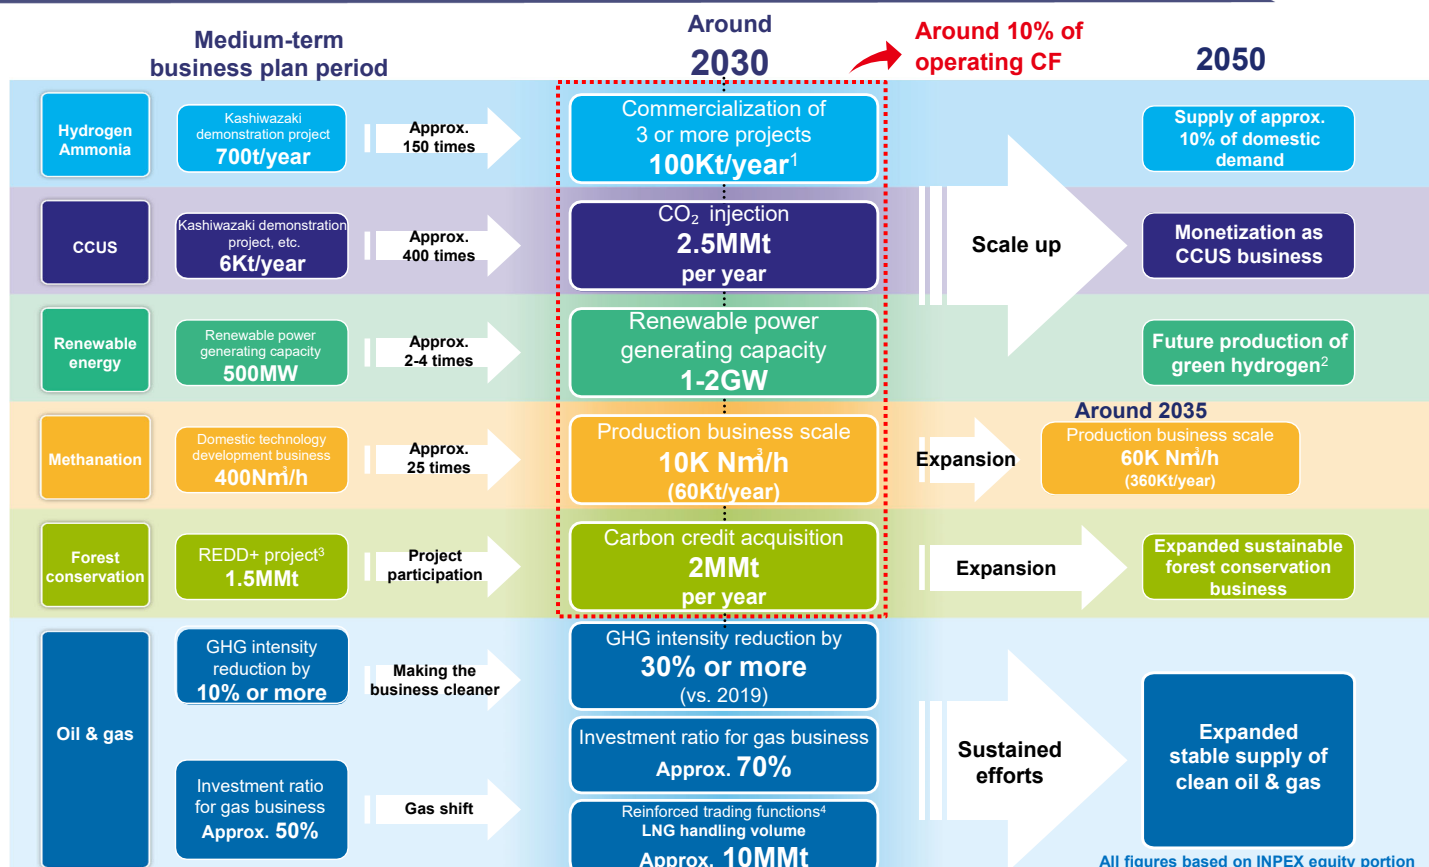 Medium-term
business plan period
Around
2030
Around 10% of
operating CF
2050
Hydrogen
Ammonia
Kashiwazaki
demonstration project
700t/year
Approx.
150 times
Commercialization of
3 or more projects
100Kt/year¹
Supply of approx.
10% of domestic
demand
CCUS
Kashiwazaki demonstration
project, etc.
6Kt/year
Approx.
400 times
CO₂ injection
2.5MMt
per year
Scale up
Monetization as
CCUS business
Renewable
energy
Renewable power
generating capacity
500MW
Approx.
2-4 times
Renewable power
generating capacity
1-2GW
Future production of
green hydrogen²
Methanation
Domestic technology
development business
400Nm³/h
Approx.
25 times
Production business scale
10K Nm³/h
(60Kt/year)
Expansion
Around 2035
Production business scale
60K Nm³/h
(360Kt/year)
Forest
conservation
REDD+ project³
1.5MMt
Project
participation
Carbon credit acquisition
2MMt
per year
Expansion
Expanded sustainable
forest conservation
business
Oil & gas
GHG intensity
reduction by
10% or more
Making the
business cleaner
GHG intensity reduction by
30% or more
(vs. 2019)
Investment ratio
for gas business
Approx. 50%
Gas shift
Investment ratio for gas business
Approx. 70%
Reinforced trading functions⁴
LNG handling volume
Approx. 10MMt
Sustained
efforts
Expanded
stable supply of
clean oil & gas
All figures based on INPEX equity portion